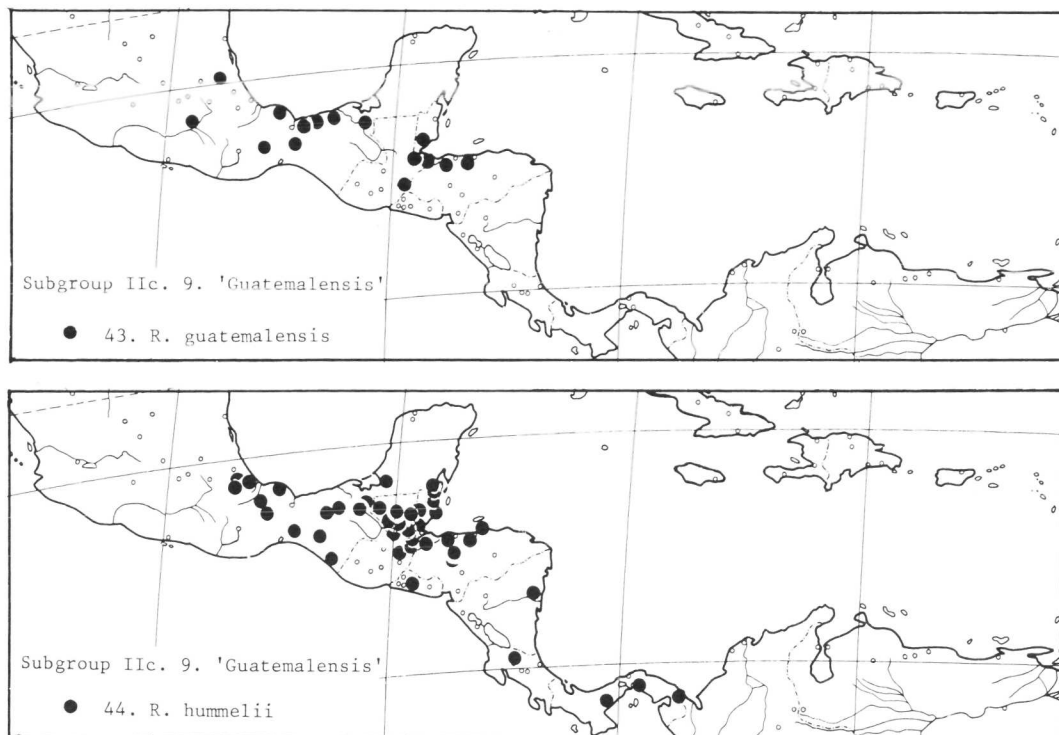 Subgroup IIc. 9. 'Guatemalensis'
43. R. guatemalensis
Subgroup IIc. 9. 'Guatemalensis'
44. R. hummelii